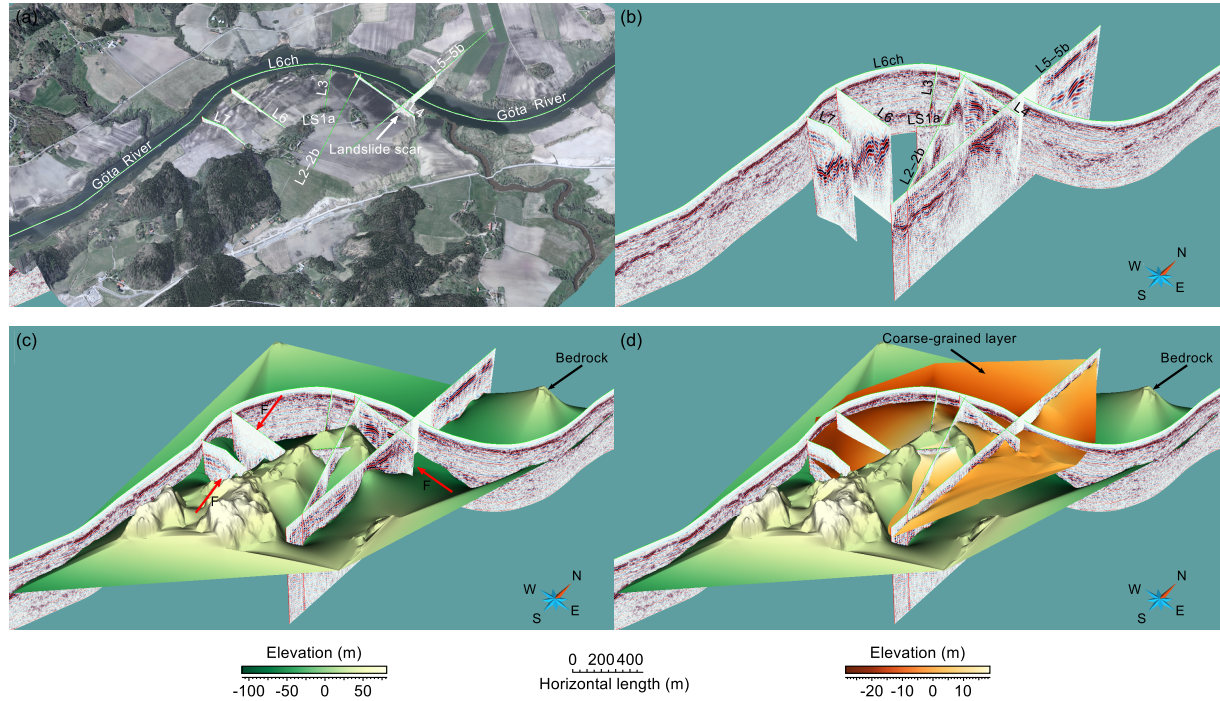 (a)
L6ch
L5–5b
L3
L7
L6
LS1a
L4
Göta River
Göta River
Landslide scar
L2–2b
(b)
L6ch
L5–5b
L3
L7
L6
LS1a
L4
L2–2b
N
W
E
S
(c)
Bedrock
F
F
F
N
W
E
S
(d)
Coarse-grained layer
Bedrock
N
W
E
S
Elevation (m)
-100 -50 0 50
0 200 400
Horizontal length (m)
Elevation (m)
-20 -10 0 10